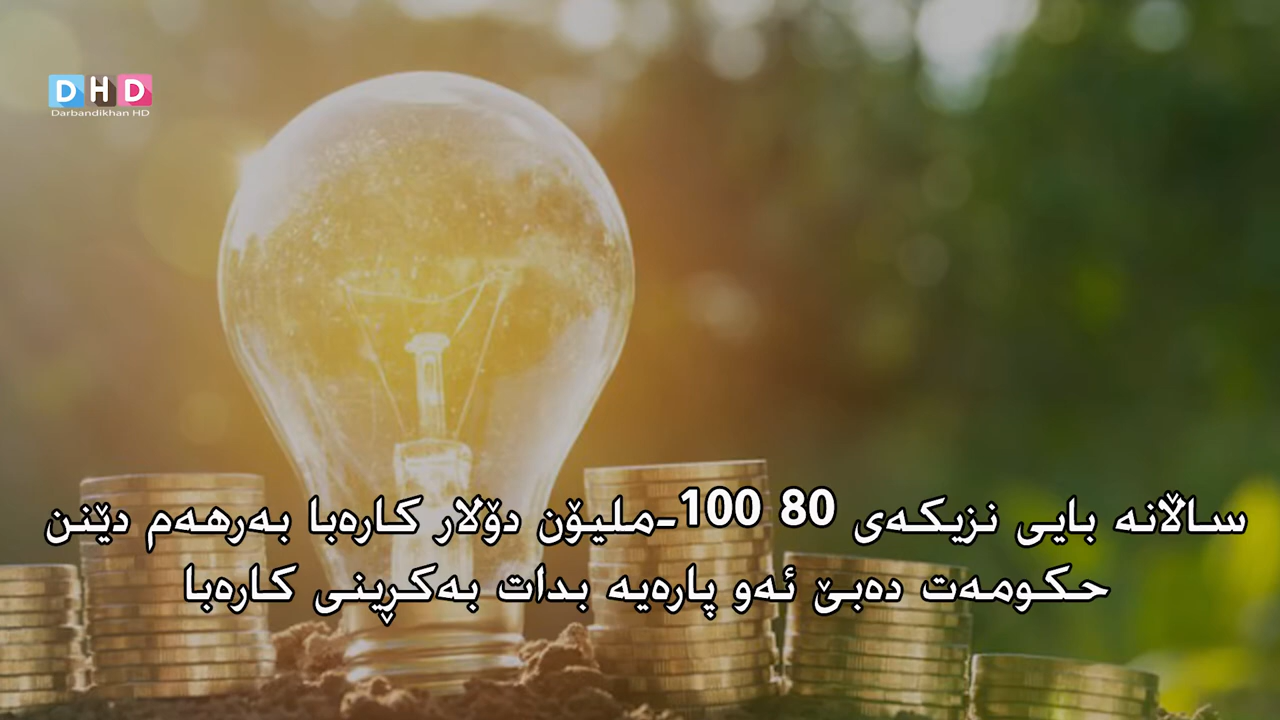 DHD
Darbandikhan HD
ساڵانە بایی نزیکەی 80 100-ملیۆن دۆلار کارەبا بەرهەم دێنن
حکومەت دەبێ ئەو پارەیە بدات بەکڕینی کارەبا